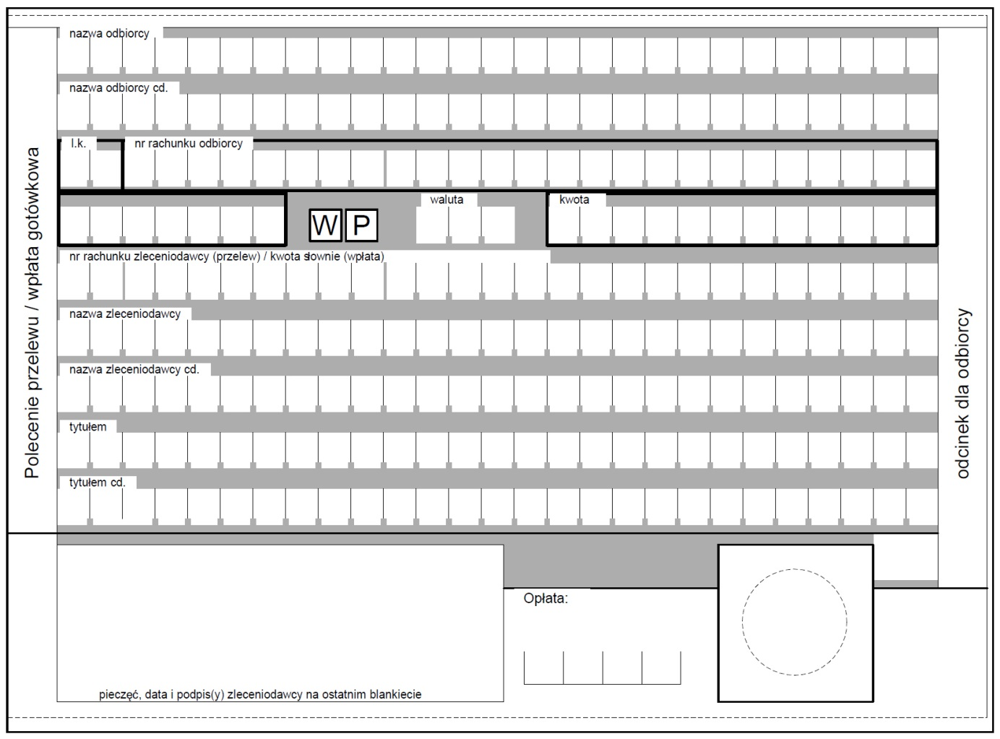 nazwa odbiorcy
nazwa odbiorcy cd.
l.k.
nr rachunku odbiorcy
W P
waluta
kwota
nr rachunku zleceniodawcy (przelew) / kwota słownie (wpłata)
nazwa zleceniodawcy
nazwa zleceniodawcy cd.
tytułem
tytułem cd.
Polecenie przelewu / wpłata gotówkowa
odcinek dla odbiorcy
Opłata:
pieczęć, data i podpis(y) zleceniodawcy na ostatnim blankiecie